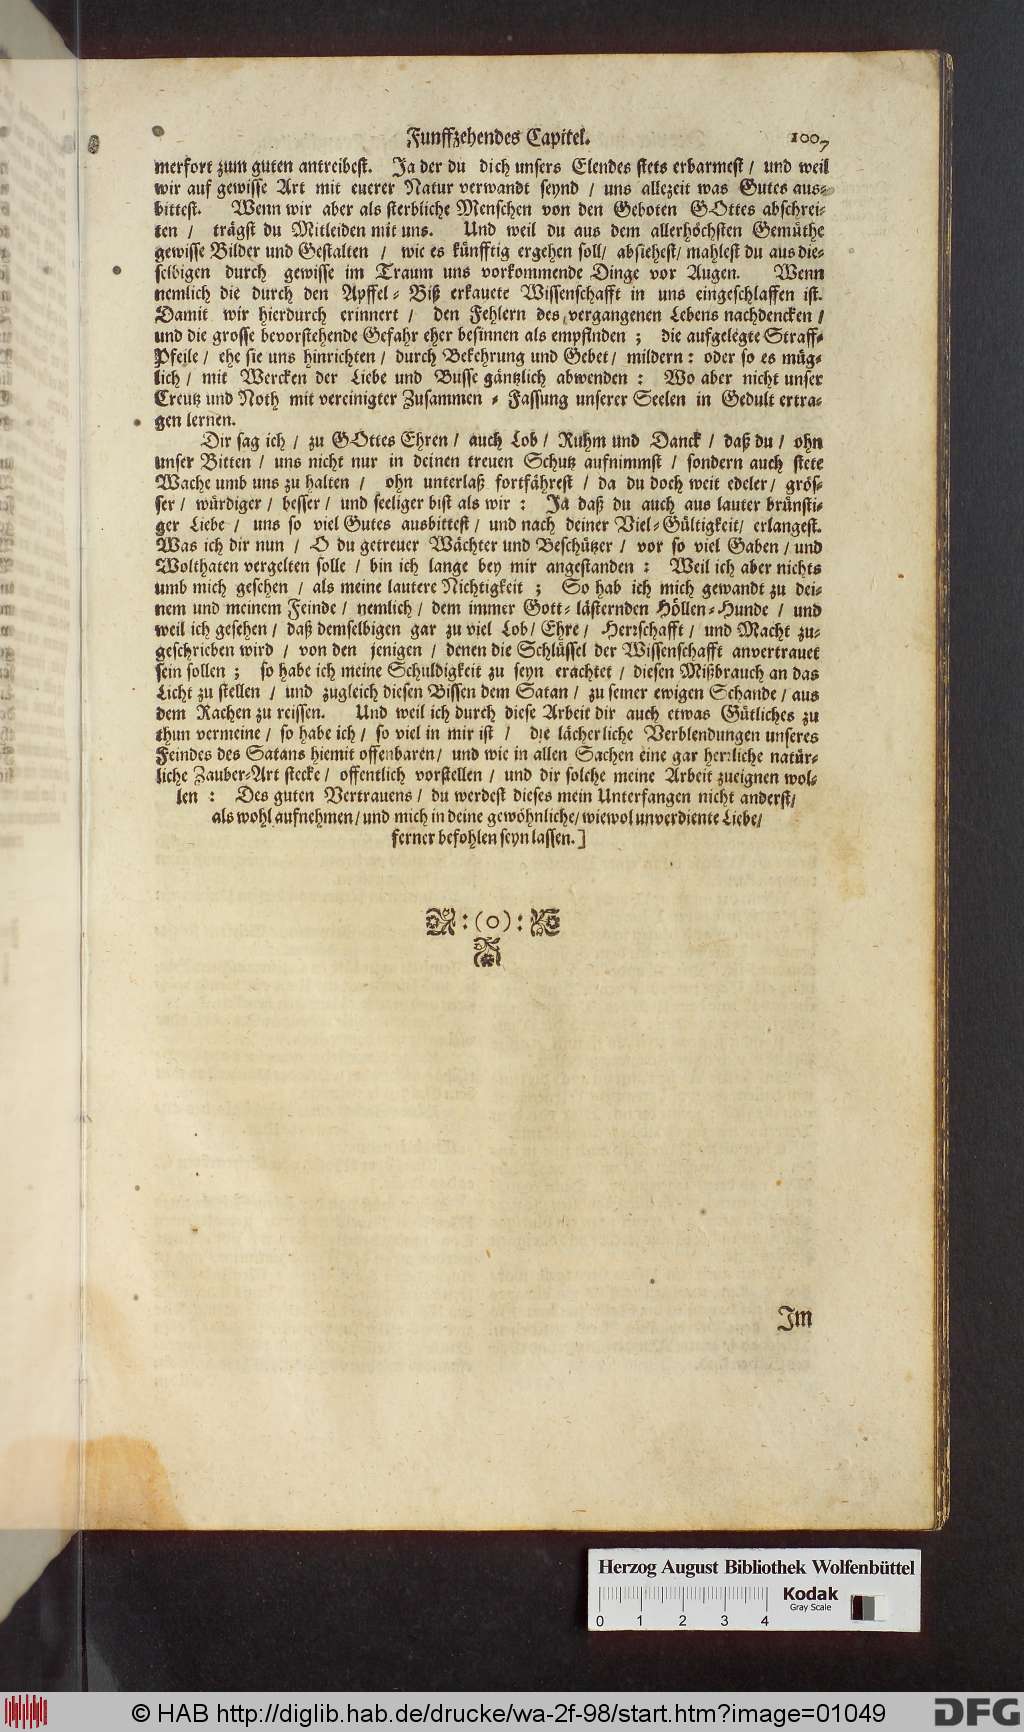 Funffzehendes Capitel. 1007
merfort zum guten antreibest. Ja der du dich unsers Elendes stets erbarmest / und weil
wir auf gewisse Art mit euerer Natur verwandt seynd / uns allezeit was Gutes aus-
bittest. Wenn wir aber als sterbliche Menschen von den Geboten GOttes abschrei-
ten / trägst du Mitleiden mit uns. Und weil du aus dem allerhöchsten Gemüthe
gewisse Bilder und Gestalten / wie es künfftig ergehen soll / absiehest / mahlest du aus die-
selbigen durch gewisse im Traum uns vorkommende Dinge vor Augen. Wenn
nemlich die durch den Apffel-Biß erkauete Wissenschafft in uns eingeschlaffen ist.
Damit wir hierdurch erinnert / den Fehlern des vergangenen Lebens nachdencken /
und die grosse bevorstehende Gefahr eher besinnen als empfinden ; die aufgelegte Straff-
Pfeile / ehe sie uns hinrichten / durch Bekehrung und Gebet / mildern : oder so es müg-
lich / mit Wercken der Liebe und Busse gäntzlich abwenden : Wo aber nicht unser
Creutz und Noth mit vereinigter Zusammen-Fassung unserer Seelen in Gedult ertra-
gen lernen.
Dir sag ich / zu GOttes Ehren / auch Lob / Ruhm und Danck / daß du / ohn
unser Bitten / uns nicht nur in deinen treuen Schutz aufnimmst / sondern auch stete
Wache umb uns zu halten / ohn unterlaß fortfährest / da du doch weit edeler / grös-
ser / würdiger / besser / und seeliger bist als wir : Ja daß du auch aus lauter brünsti-
ger Liebe / uns so viel Gutes ausbittest / und nach deiner Viel-Gültigkeit / erlangest.
Was ich dir nun / O du getreuer Wächter und Beschützer / vor so viel Gaben / und
Wolthaten vergelten solle / bin ich lange bey mir angestanden : Weil ich aber nichts
umb mich gesehen / als meine lautere Nichtigkeit ; So hab ich mich gewandt zu dei-
nem und meinem Feinde / nemlich / dem immer Gott-lästernden Höllen-Hunde / und
weil ich gesehen / daß demselbigen gar zu viel Lob / Ehre / Herrschafft / und Macht zu-
geschrieben wird / von den jenigen / denen die Schlüssel der Wissenschafft anvertrauet
sein sollen ; so habe ich meine Schuldigkeit zu seyn erachtet / diesen Mißbrauch an das
Licht zu stellen / und zugleich diesen Bissen dem Satan / zu seiner ewigen Schande / aus
dem Rachen zu reissen. Und weil ich durch diese Arbeit dir auch etwas Gütliches zu
thun vermeine / so habe ich / so viel in mir ist / die lächerliche Verblendungen unseres
Feindes des Satans hiemit offenbaren / und wie in allen Sachen eine gar herrliche natür-
liche Zauber-Art stecke / offentlich vorstellen / und dir solche meine Arbeit zueignen wol-
len : Des guten Vertrauens / du werdest dieses mein Unterfangen nicht anderst /
als wohl aufnehmen / und mich in deine gewöhnliche / wiewol unverdiente Liebe /
ferner befohlen seyn lassen. ]
:(o):
Im
Herzog August Bibliothek Wolfenbüttel
Kodak
Gray Scale
0 1 2 3 4
© HAB http://diglib.hab.de/drucke/wa-2f-98/start.htm?image=01049
DFG